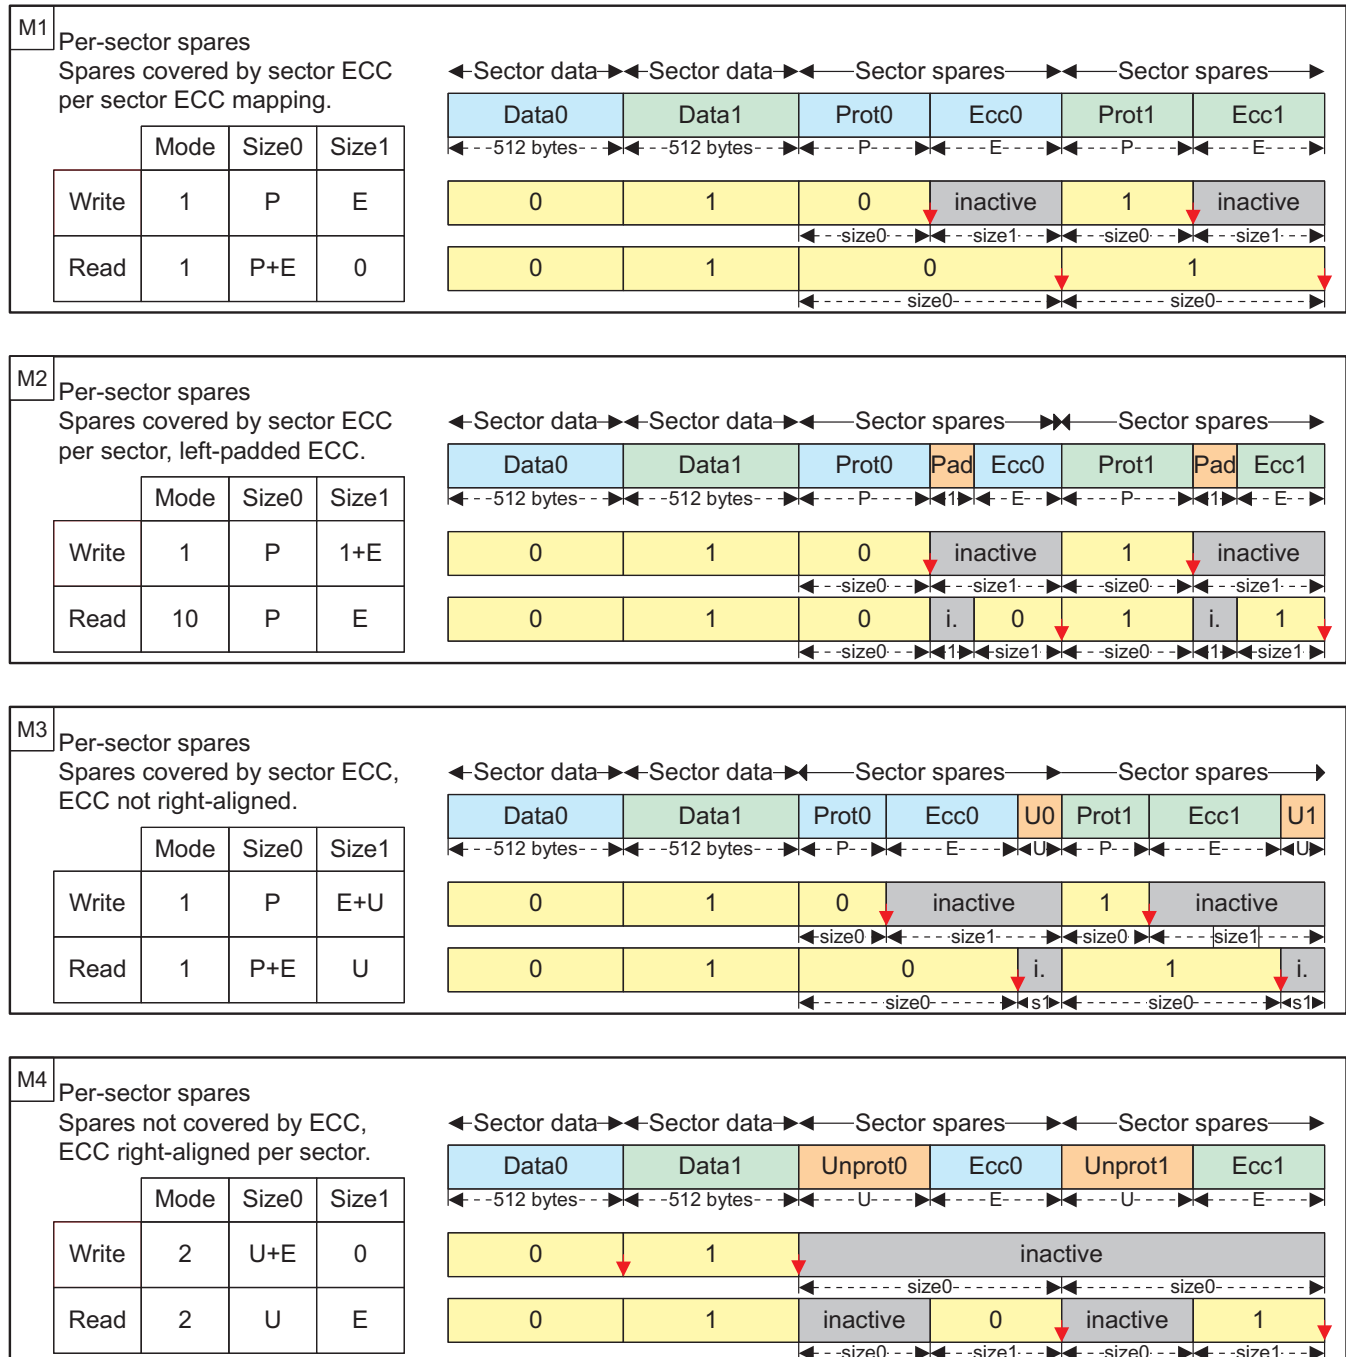 M1
Per-sector spares
Spares covered by sector ECC
per sector ECC mapping.
Mode Size0 Size1
Write 1 P E
Read 1 P+E 0
Sector data Sector data Sector spares Sector spares
Data0 Data1 Prot0 Ecc0 Prot1 Ecc1
512 bytes 512 bytes P E P E
0 1 0 inactive 1 inactive
size0 size1 size0 size1
0 1 0 1
size0 size0
M2
Per-sector spares
Spares covered by sector ECC
per sector, left-padded ECC.
Mode Size0 Size1
Write 1 P 1+E
Read 10 P E
Sector data Sector data Sector spares Sector spares
Data0 Data1 Prot0 Pad Ecc0 Prot1 Pad Ecc1
512 bytes 512 bytes P 1 E P 1 E
0 1 0 inactive 1 inactive
size0 size1 size0 size1
0 1 0 i. 0 1 i. 1
size0 1 size1 size0 1 size1
M3
Per-sector spares
Spares covered by sector ECC,
ECC not right-aligned.
Mode Size0 Size1
Write 1 P E+U
Read 1 P+E U
Sector data Sector data Sector spares Sector spares
Data0 Data1 Prot0 Ecc0 U0 Prot1 Ecc1 U1
512 bytes 512 bytes P E U P E U
0 1 0 inactive 1 inactive
size0 size1 size0 size1
0 1 0 i. 1 i.
size0 s1 size0 s1
M4
Per-sector spares
Spares not covered by ECC,
ECC right-aligned per sector.
Mode Size0 Size1
Write 2 U+E 0
Read 2 U E
Sector data Sector data Sector spares Sector spares
Data0 Data1 Unprot0 Ecc0 Unprot1 Ecc1
512 bytes 512 bytes U E U E
0 1 inactive
size0 size0
0 1 inactive 0 inactive 1
size0 size1 size0 size1